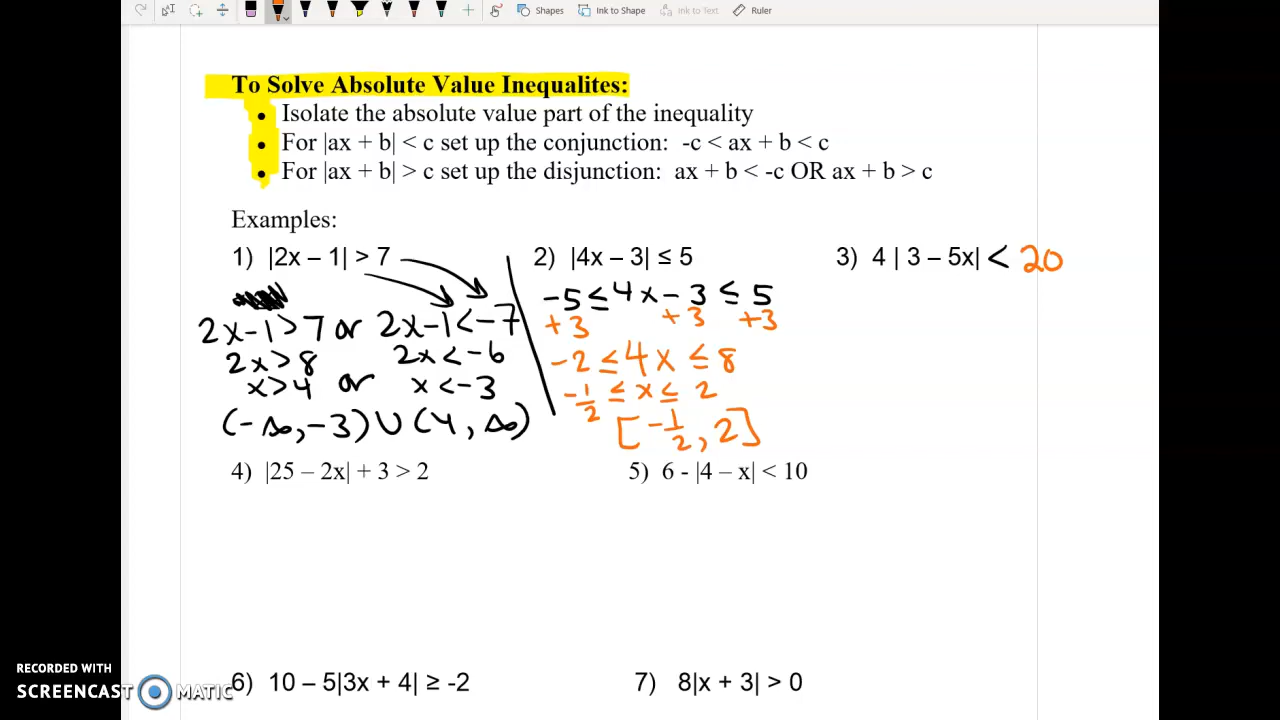 Shapes Ink to Shape Ink to Text Ruler
To Solve Absolute Value Inequalites:
• Isolate the absolute value part of the inequality
• For |ax + b| < c set up the conjunction: -c < ax + b < c
• For |ax + b| > c set up the disjunction: ax + b < -c OR ax + b > c
Examples:
1) |2x – 1| > 7
2x-1>7 or 2x-1<-7
2x>8 2x<-6
x>4 or x<-3
(-∞,-3)∪(4,∞)
2) |4x – 3| ≤ 5
-5≤4x-3≤5
+3 +3 +3
-2≤4x≤8
-1/2≤x≤2
[-1/2,2]
3) 4 | 3 – 5x| < 20
4) |25 – 2x| + 3 > 2
5) 6 - |4 – x| < 10
6) 10 – 5|3x + 4| ≥ -2
7) 8|x + 3| > 0
RECORDED WITH
SCREENCAST MATIC